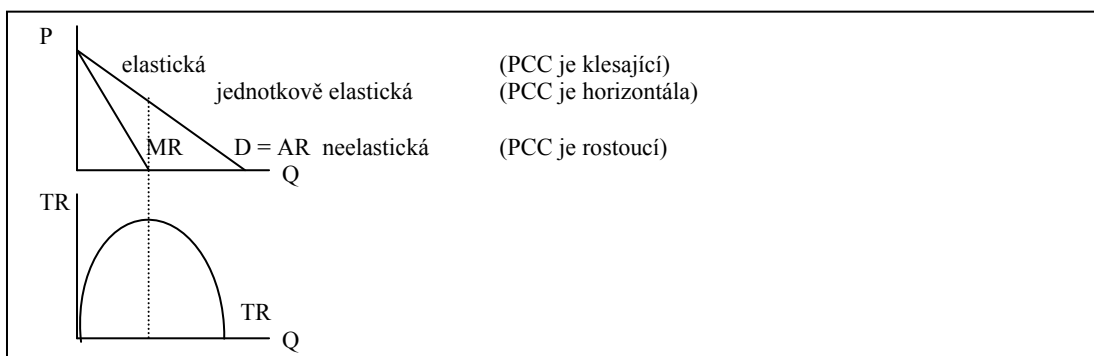 P
elastická (PCC je klesající)
jednotkově elastická (PCC je horizontála)
MR D = AR neelastická (PCC je rostoucí)
Q
TR
TR
Q